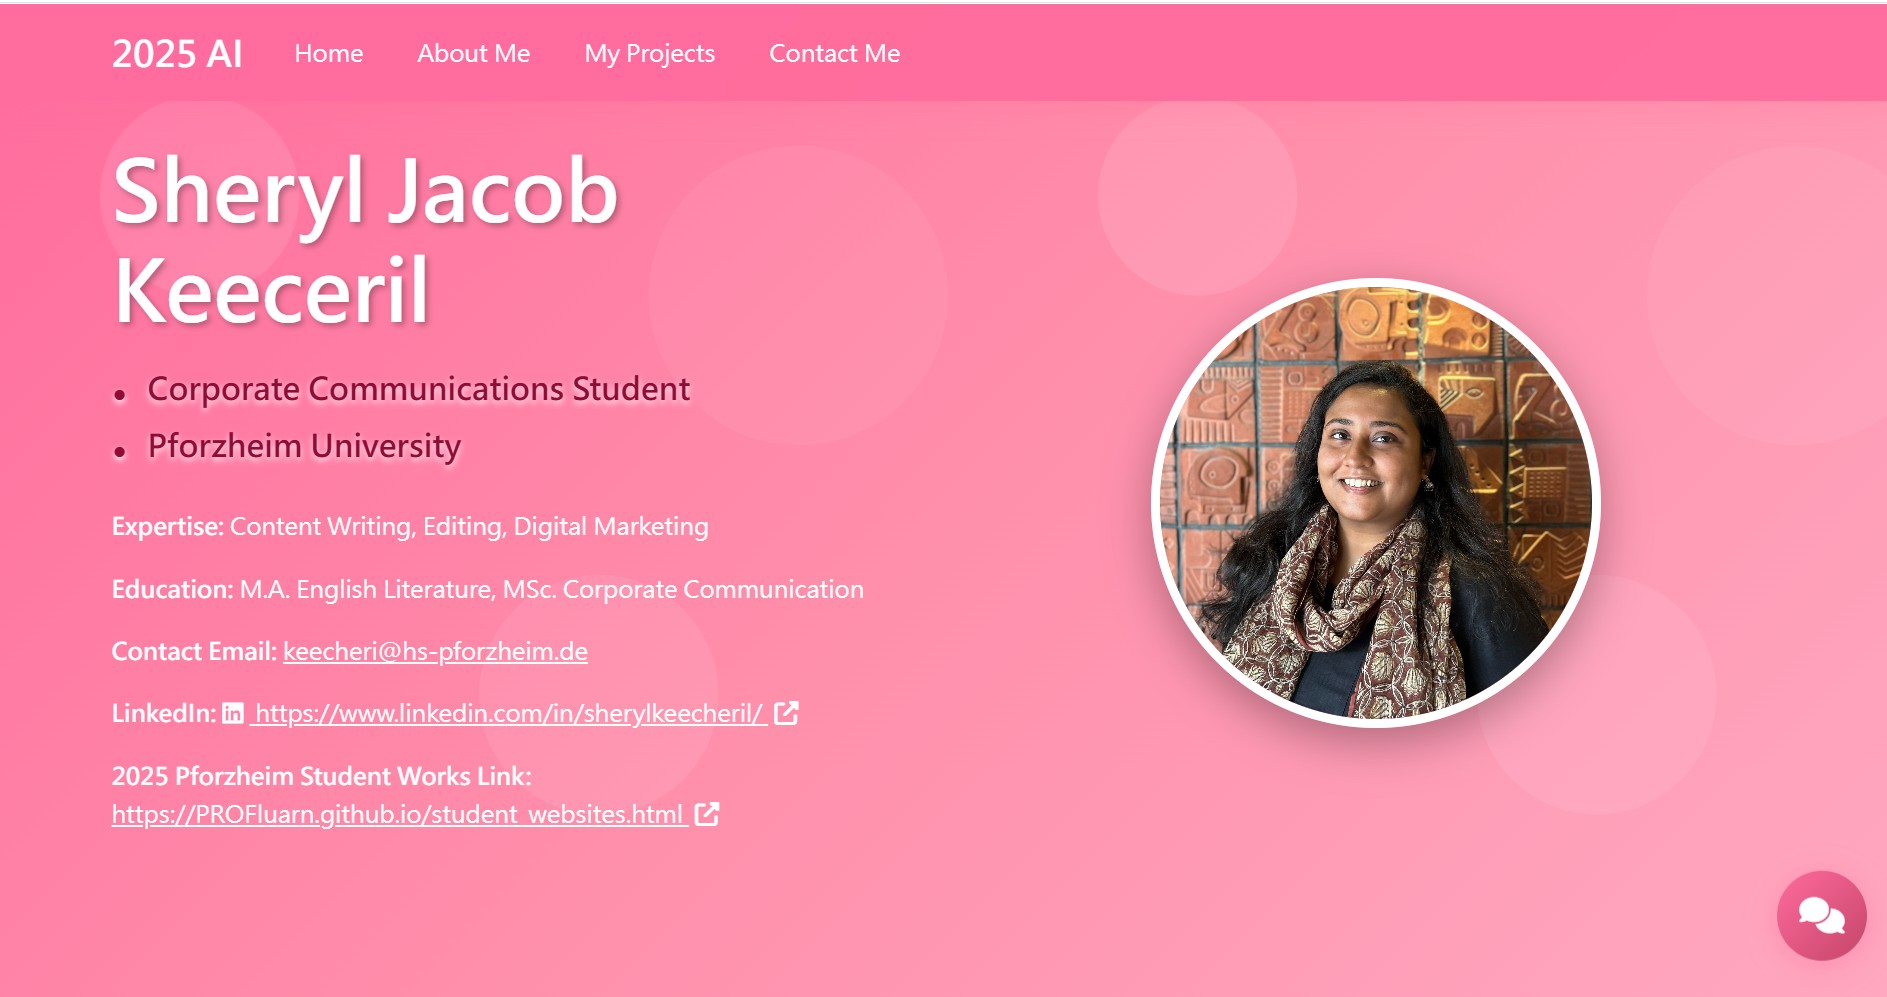 2025 AI Home About Me My Projects Contact Me
Sheryl Jacob
Keeceril
• Corporate Communications Student
• Pforzheim University
Expertise: Content Writing, Editing, Digital Marketing
Education: M.A. English Literature, MSc. Corporate Communication
Contact Email: keecheri@hs-pforzheim.de
LinkedIn: in https://www.linkedin.com/in/sherylkeecheril/
2025 Pforzheim Student Works Link:
https://PROFluarn.github.io/student_websites.html